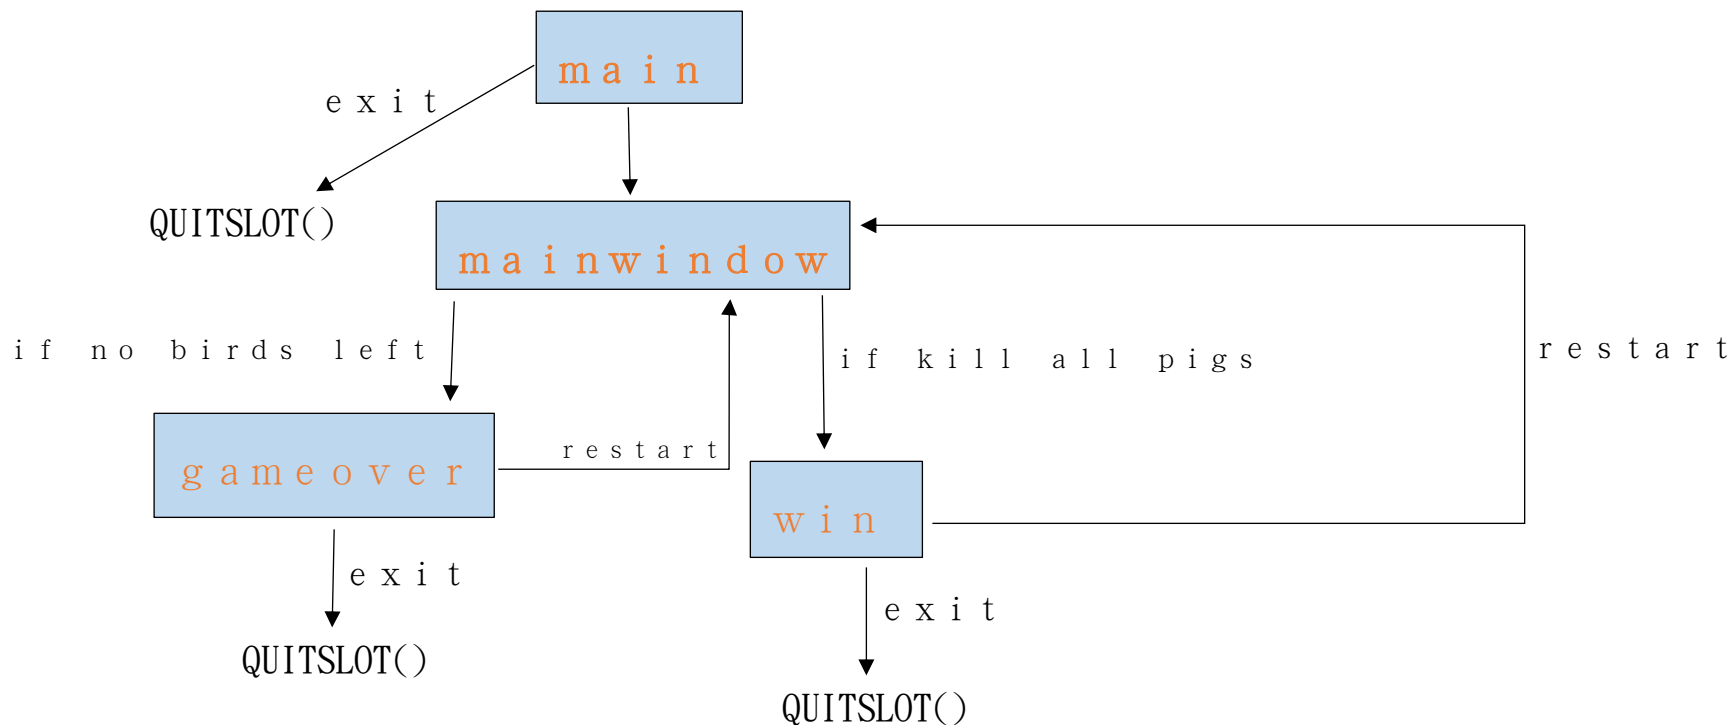 main
exit
QUITSLOT()
mainwindow
if no birds left
if kill all pigs
restart
restart
gameover
win
exit
exit
QUITSLOT()
QUITSLOT()